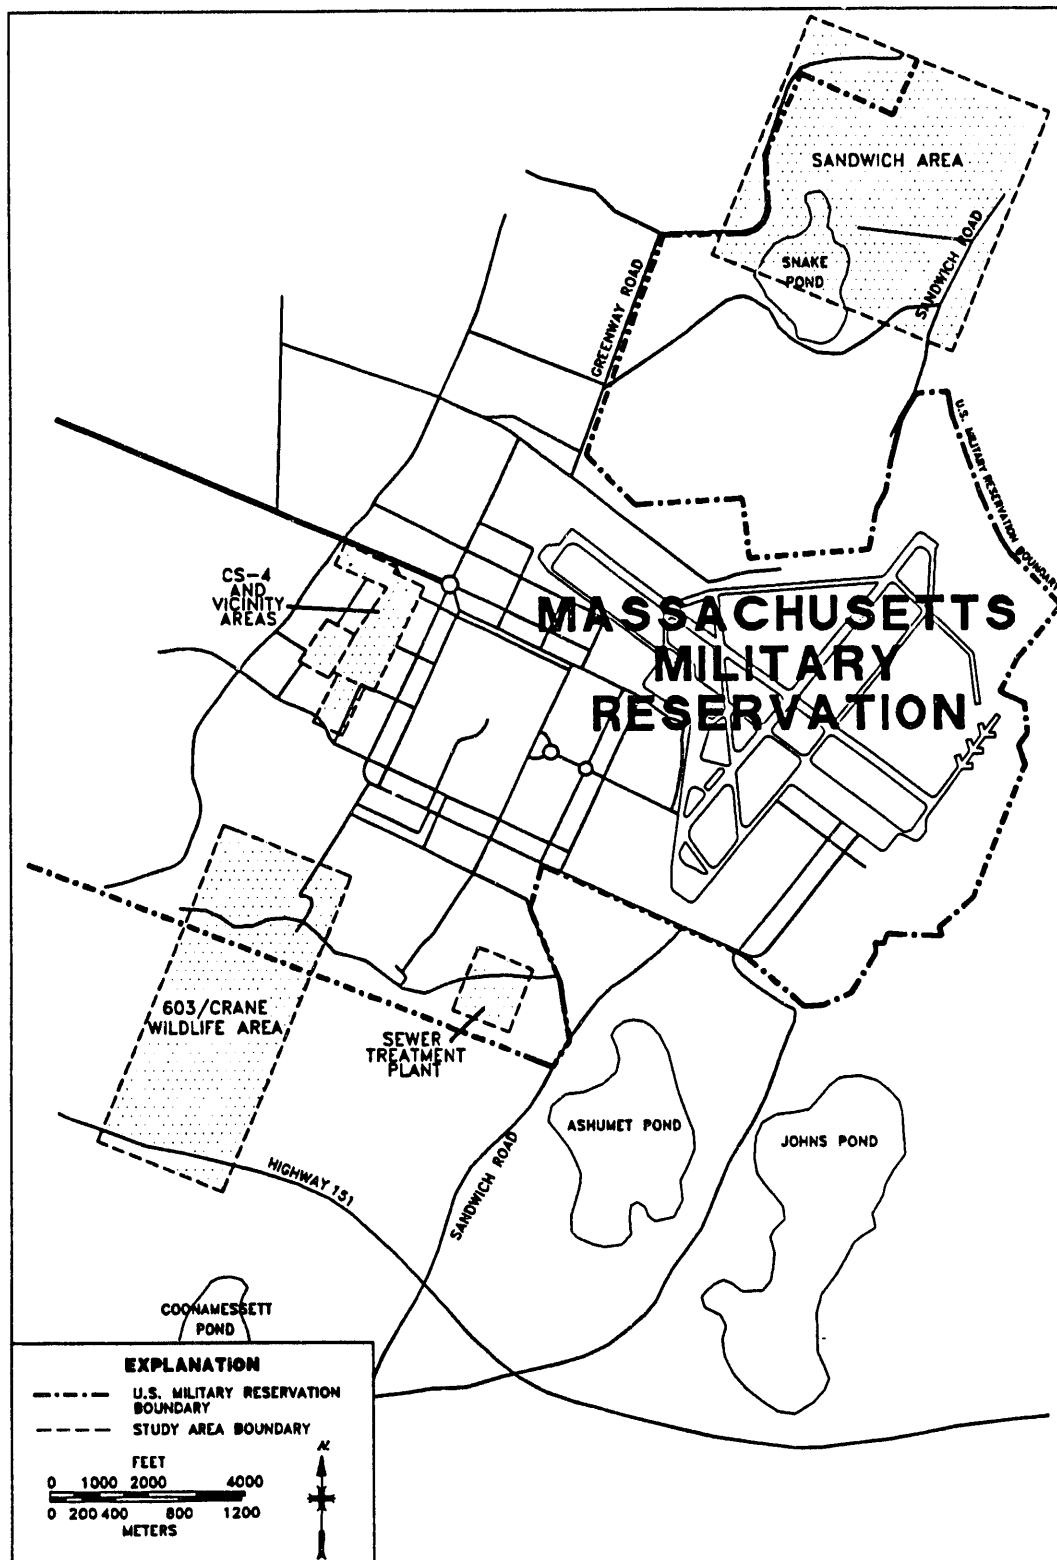 SANDWICH AREA
SNAKE
POND
SANDWICH ROAD
GREENWAY ROAD
U.S. MILITARY RESERVATION BOUNDARY
CS-4
AND
VICINITY
AREAS
MASSACHUSETTS
MILITARY
RESERVATION
603/CRANE
WILDLIFE AREA
SEWER
TREATMENT
PLANT
ASHUMET POND
JOHNS POND
SANDWICH ROAD
HIGHWAY 151
COONAMESSETT
POND
EXPLANATION
U.S. MILITARY RESERVATION
BOUNDARY
STUDY AREA BOUNDARY
N
FEET
0 1000 2000 4000
0 200 400 800 1200
METERS